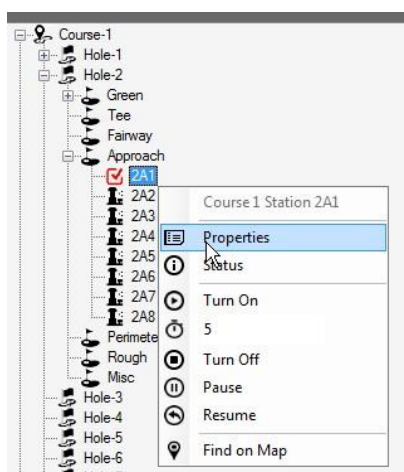 Course-1
Hole-1
Hole-2
Green
Tee
Fairway
Approach
2A1
2A2
2A3
2A4
2A5
2A6
2A7
2A8
Perimete
Rough
Misc
Hole-3
Hole-4
Hole-5
Hole-6
Course 1 Station 2A1
Properties
Status
Turn On
5
Turn Off
Pause
Resume
Find on Map